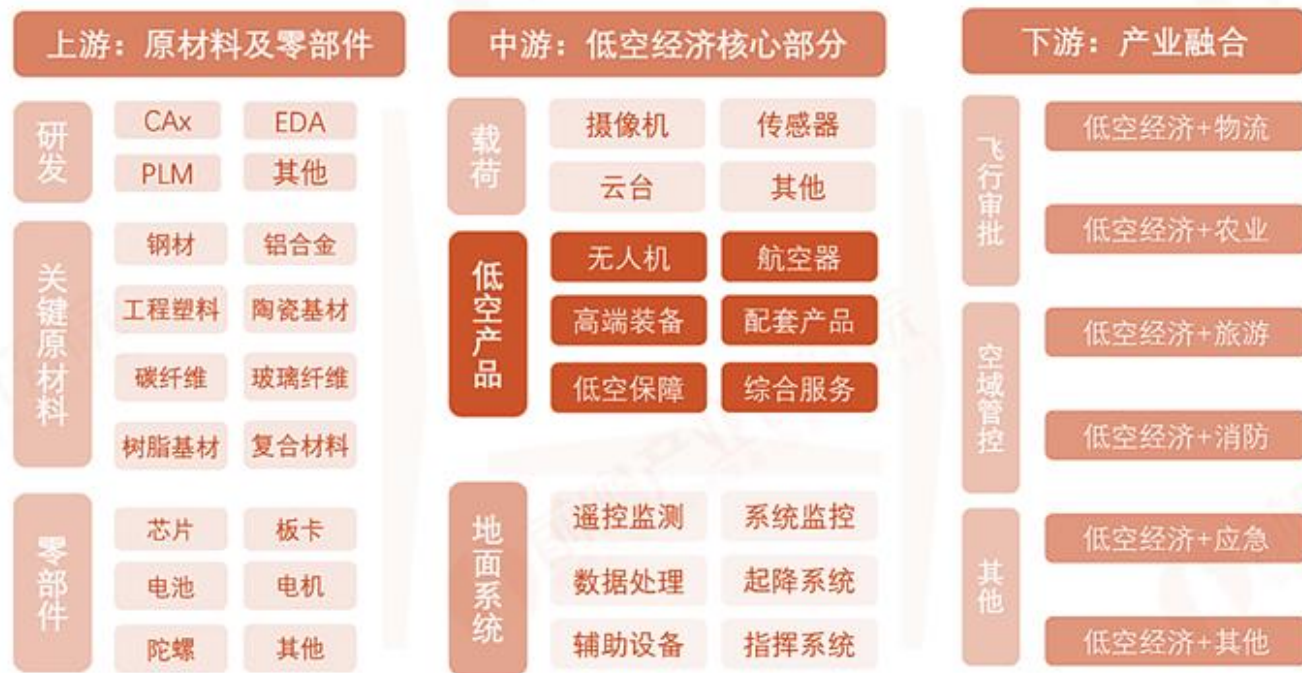 上游：原材料及零部件
研发
CAx EDA
PLM 其他
关键原材料
钢材 铝合金
工程塑料 陶瓷基材
碳纤维 玻璃纤维
树脂基材 复合材料
零部件
芯片 板卡
电池 电机
陀螺 其他
中游：低空经济核心部分
载荷
摄像机 传感器
云台 其他
低空产品
无人机 航空器
高端装备 配套产品
低空保障 综合服务
地面系统
遥控监测 系统监控
数据处理 起降系统
辅助设备 指挥系统
下游：产业融合
飞行审批
空域管控
其他
低空经济+物流
低空经济+农业
低空经济+旅游
低空经济+消防
低空经济+应急
低空经济+其他